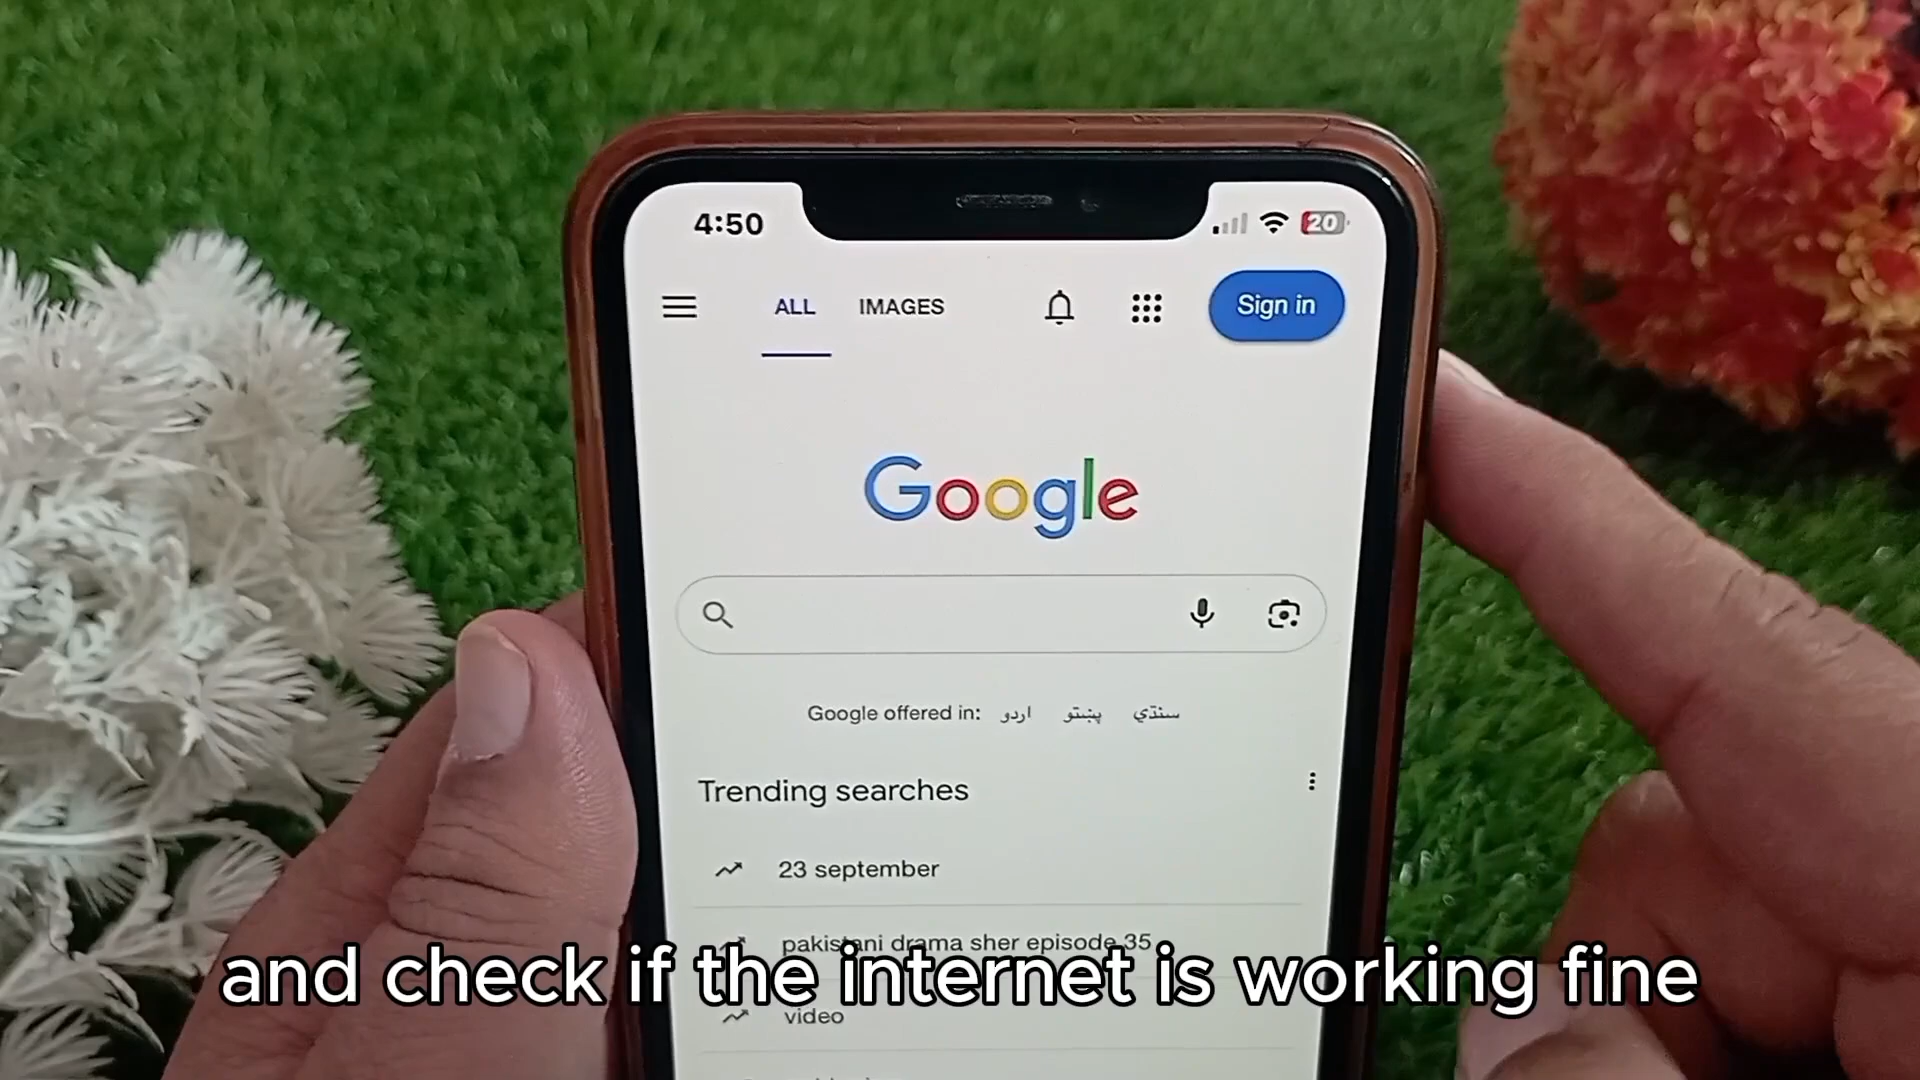 4:50
20
ALL IMAGES Sign in
Google
Google offered in: اردو پښتو سنڌي
Trending searches
23 september
pakistani drama sher episode 35
and check if the internet is working fine
video